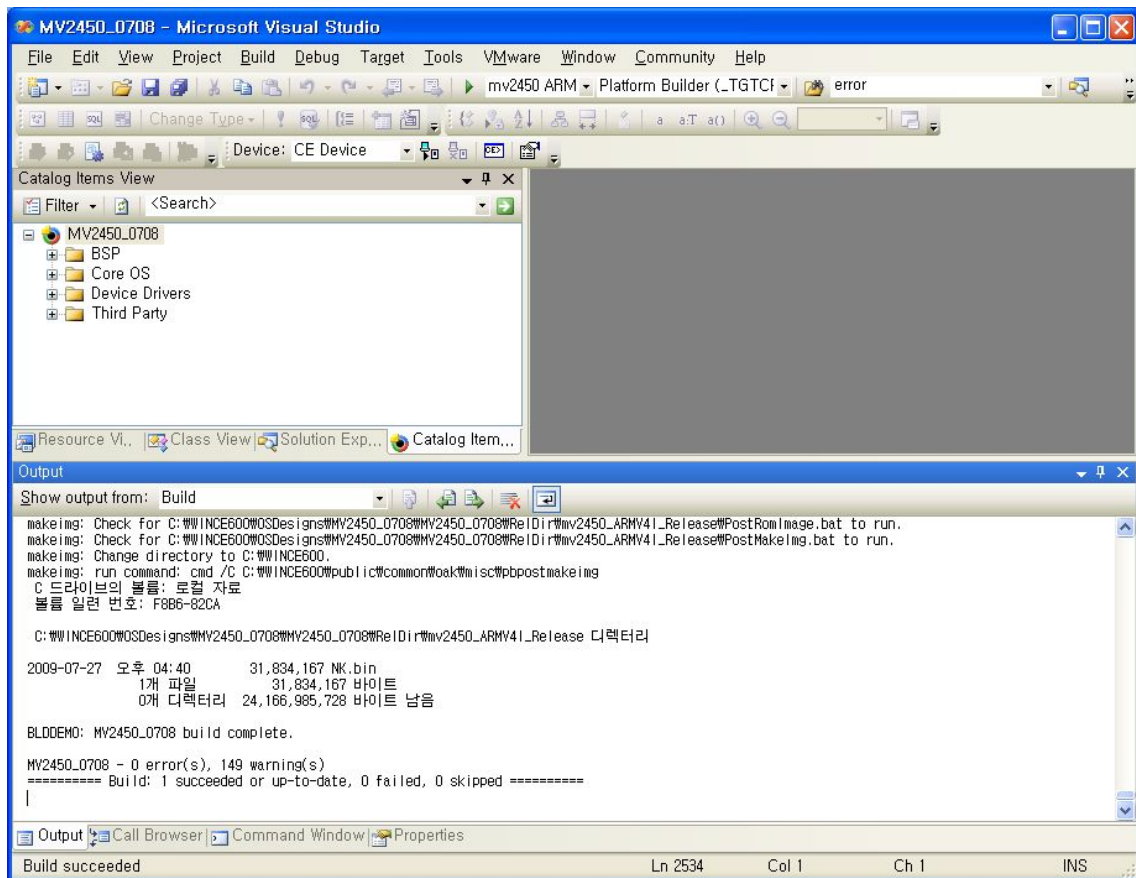 MV2450_0708 - Microsoft Visual Studio
File Edit View Project Build Debug Target Tools VMware Window Community Help
mv2450 ARM Platform Builder (_TGTCF error
Change Type a a:T a()
Device: CE Device
Catalog Items View
Filter <Search>
MV2450_0708
BSP
Core OS
Device Drivers
Third Party
Resource Vi... Class View Solution Exp... Catalog Item...
Output
Show output from: Build
makeimg: Check for C:₩WINCE600₩OSDesigns₩MV2450_0708₩MV2450_0708₩RelDir₩mv2450_ARMV4I_Release₩PostRomImage.bat to run.
makeimg: Check for C:₩WINCE600₩OSDesigns₩MV2450_0708₩MV2450_0708₩RelDir₩mv2450_ARMV4I_Release₩PostMakeImg.bat to run.
makeimg: Change directory to C:₩WINCE600.
makeimg: run command: cmd /C C:₩WINCE600₩public₩common₩oak₩misc₩pbpostmakeimg
C 드라이브의 볼륨: 로컬 자료
볼륨 일련 번호: F8B6-82CA
C:₩WINCE600₩OSDesigns₩MV2450_0708₩MV2450_0708₩RelDir₩mv2450_ARMV4I_Release 디렉터리
2009-07-27 오후 04:40 31,834,167 NK.bin
1개 파일 31,834,167 바이트
0개 디렉터리 24,166,985,728 바이트 남음
BLDDEMO: MV2450_0708 build complete.
MV2450_0708 - 0 error(s), 149 warning(s)
========== Build: 1 succeeded or up-to-date, 0 failed, 0 skipped ==========
Output Call Browser Command Window Properties
Build succeeded Ln 2534 Col 1 Ch 1 INS